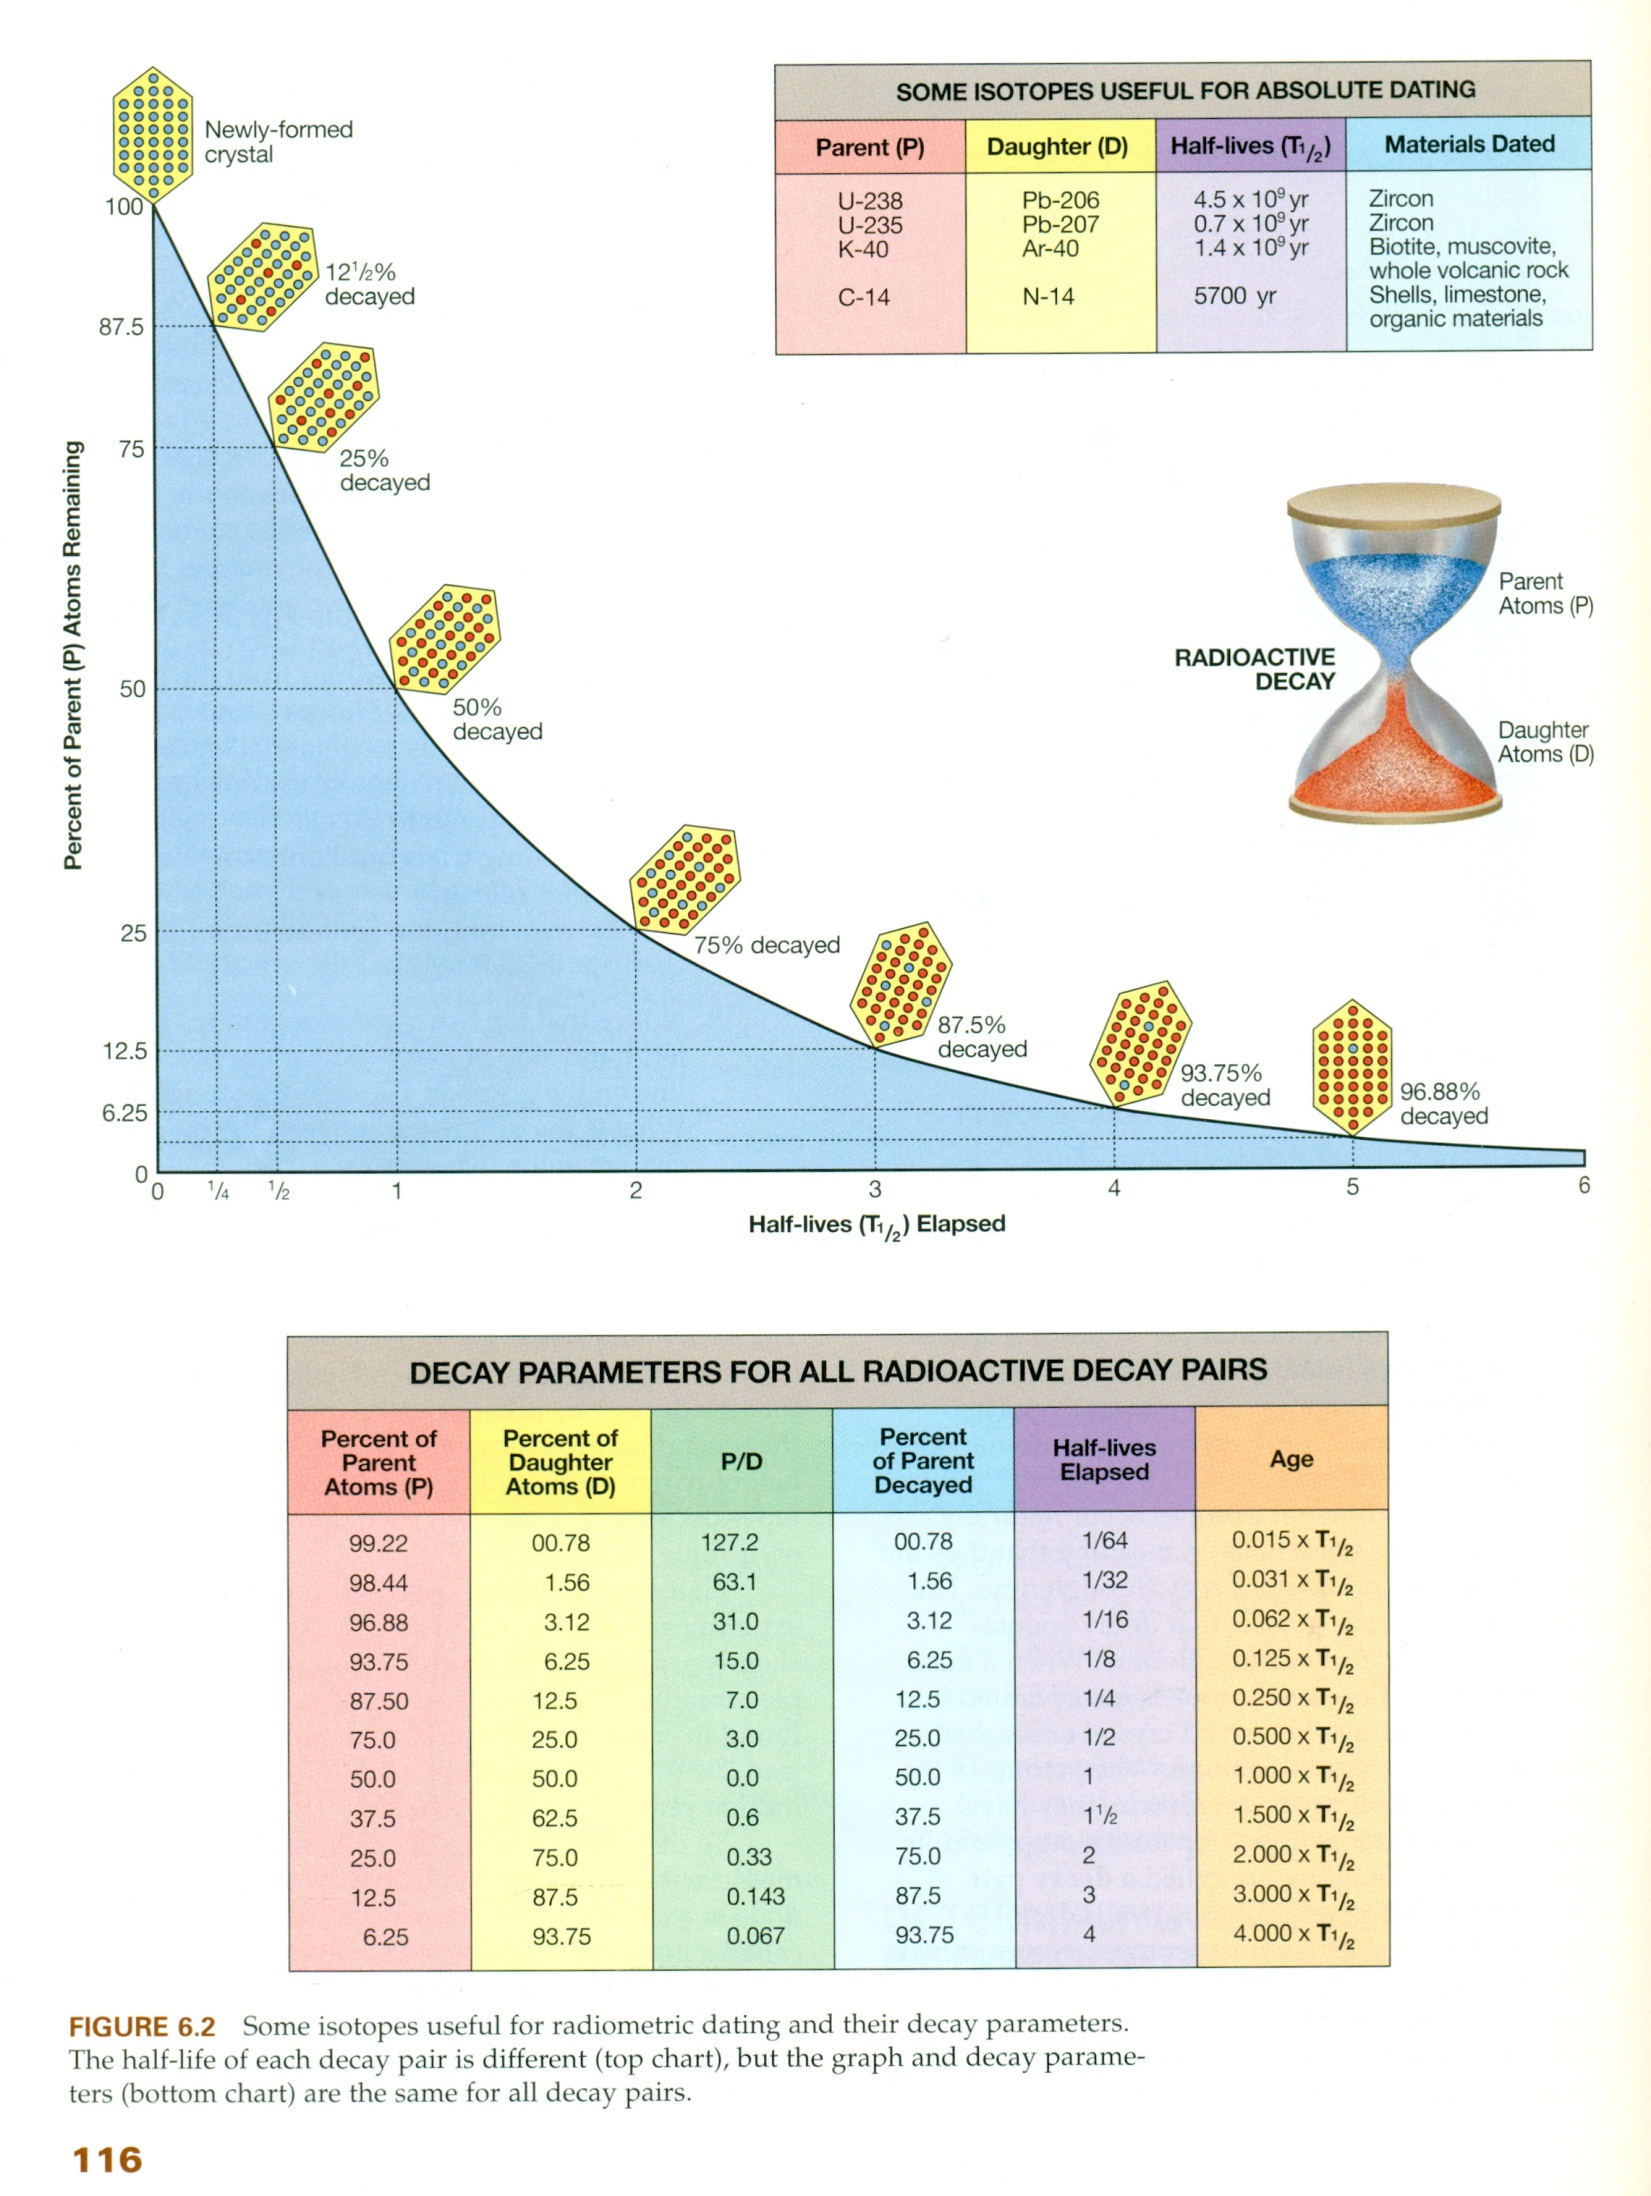 Newly-formed
crystal
100
12½%
decayed
87.5
25%
decayed
75
50%
decayed
50
75% decayed
25
87.5%
decayed
12.5
93.75%
decayed
6.25
96.88%
decayed
0
0 1/4 1/2 1 2 3 4 5 6
Percent of Parent (P) Atoms Remaining
Half-lives (T1/2) Elapsed
SOME ISOTOPES USEFUL FOR ABSOLUTE DATING
Parent (P) Daughter (D) Half-lives (T1/2) Materials Dated
U-238 Pb-206 4.5 x 10⁹ yr Zircon
U-235 Pb-207 0.7 x 10⁹ yr Zircon
K-40 Ar-40 1.4 x 10⁹ yr Biotite, muscovite,
whole volcanic rock
C-14 N-14 5700 yr Shells, limestone,
organic materials
Parent
Atoms (P)
RADIOACTIVE
DECAY
Daughter
Atoms (D)
DECAY PARAMETERS FOR ALL RADIOACTIVE DECAY PAIRS
Percent of
Parent
Atoms (P)
Percent of
Daughter
Atoms (D)
P/D
Percent
of Parent
Decayed
Half-lives
Elapsed
Age
99.22 00.78 127.2 00.78 1/64 0.015 x T1/2
98.44 1.56 63.1 1.56 1/32 0.031 x T1/2
96.88 3.12 31.0 3.12 1/16 0.062 x T1/2
93.75 6.25 15.0 6.25 1/8 0.125 x T1/2
87.50 12.5 7.0 12.5 1/4 0.250 x T1/2
75.0 25.0 3.0 25.0 1/2 0.500 x T1/2
50.0 50.0 0.0 50.0 1 1.000 x T1/2
37.5 62.5 0.6 37.5 1½ 1.500 x T1/2
25.0 75.0 0.33 75.0 2 2.000 x T1/2
12.5 87.5 0.143 87.5 3 3.000 x T1/2
6.25 93.75 0.067 93.75 4 4.000 x T1/2
FIGURE 6.2 Some isotopes useful for radiometric dating and their decay parameters.
The half-life of each decay pair is different (top chart), but the graph and decay parame-
ters (bottom chart) are the same for all decay pairs.
116